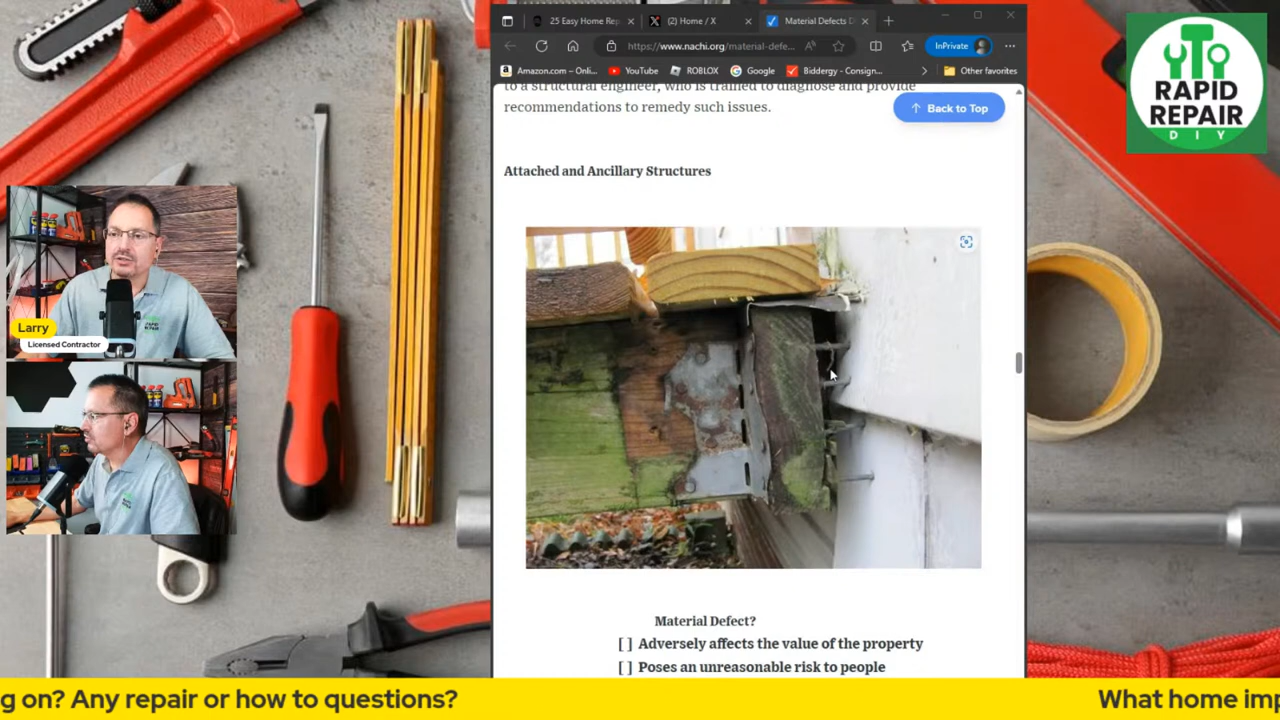 25 Easy Home Rep
(2) Home / X
Material Defects D
https://www.nachi.org/material-defe...
InPrivate
Amazon.com – Onli...
YouTube
ROBLOX
Google
Biddergy - Consign...
Other favorites
to a structural engineer, who is trained to diagnose and provide
recommendations to remedy such issues.
Back to Top
Attached and Ancillary Structures
Material Defect?
[ ] Adversely affects the value of the property
[ ] Poses an unreasonable risk to people
RAPID
REPAIR
DIY
Larry
Licensed Contractor
g on? Any repair or how to questions?
What home imp